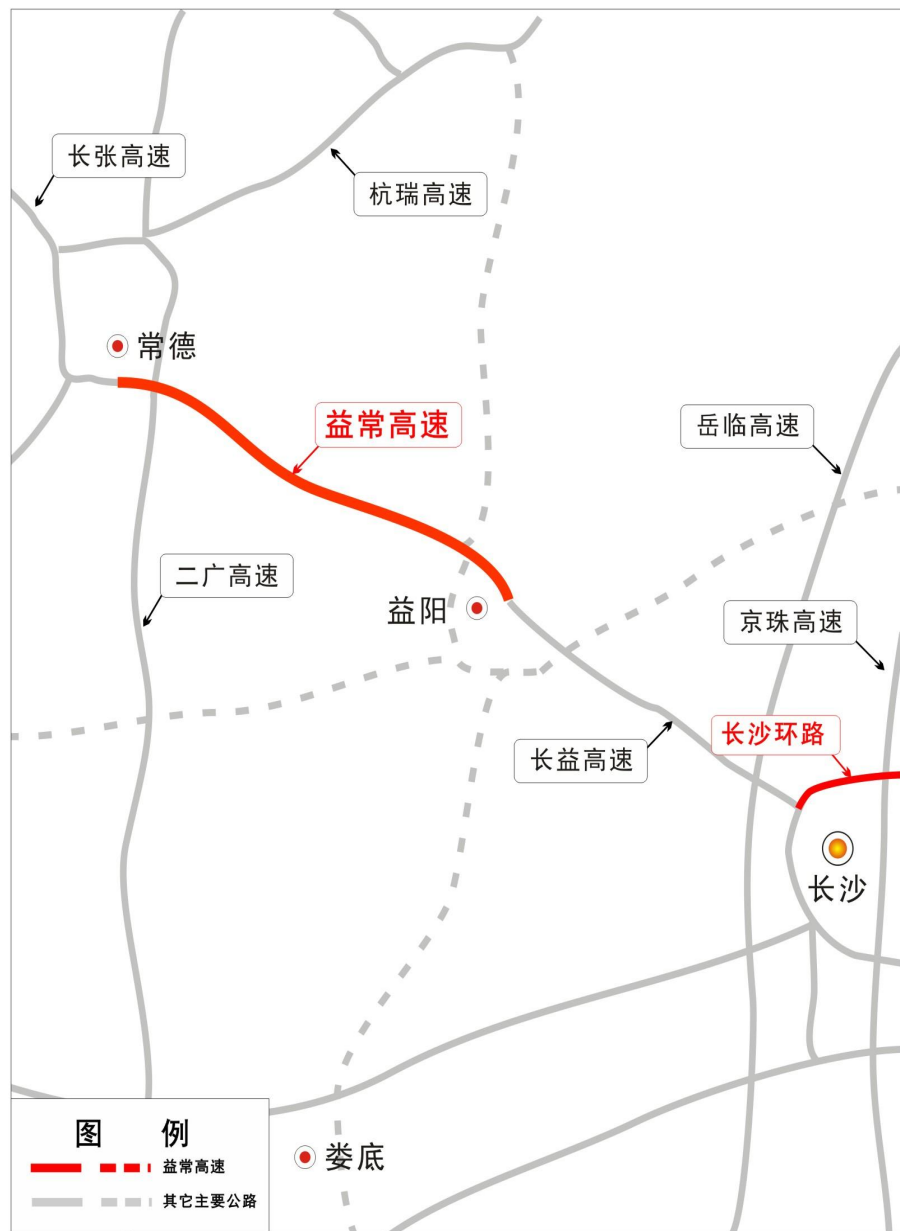 长张高速
杭瑞高速
常德
益常高速
岳临高速
二广高速
益阳
京珠高速
长沙环路
长益高速
长沙
娄底
图 例
益常高速
其它主要公路